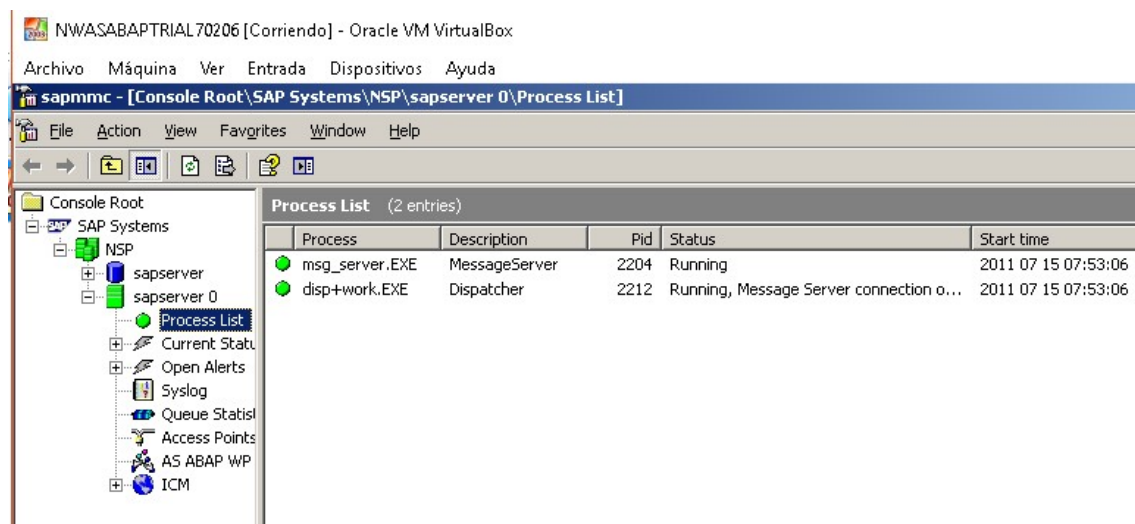 NWASABAPTRIAL70206 [Corriendo] - Oracle VM VirtualBox
Archivo Máquina Ver Entrada Dispositivos Ayuda
sapmmc - [Console Root\SAP Systems\NSP\sapserver 0\Process List]
File Action View Favorites Window Help
Console Root
SAP Systems
NSP
sapserver
sapserver 0
Process List
Current Statu
Open Alerts
Syslog
Queue Statist
Access Points
AS ABAP WP
ICM
Process List (2 entries)
Process Description Pid Status Start time
msg_server.EXE MessageServer 2204 Running 2011 07 15 07:53:06
disp+work.EXE Dispatcher 2212 Running, Message Server connection o... 2011 07 15 07:53:06